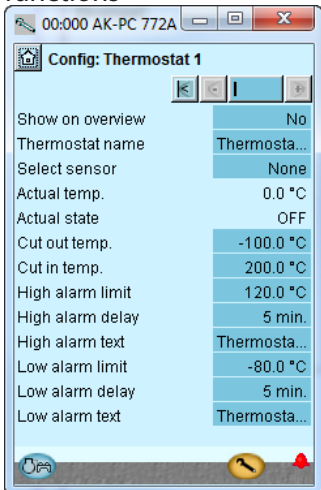 00:000 AK-PC 772A
Config: Thermostat 1
Show on overview No
Thermostat name Thermosta...
Select sensor None
Actual temp. 0.0 °C
Actual state OFF
Cut out temp. -100.0 °C
Cut in temp. 200.0 °C
High alarm limit 120.0 °C
High alarm delay 5 min.
High alarm text Thermosta...
Low alarm limit -80.0 °C
Low alarm delay 5 min.
Low alarm text Thermosta...